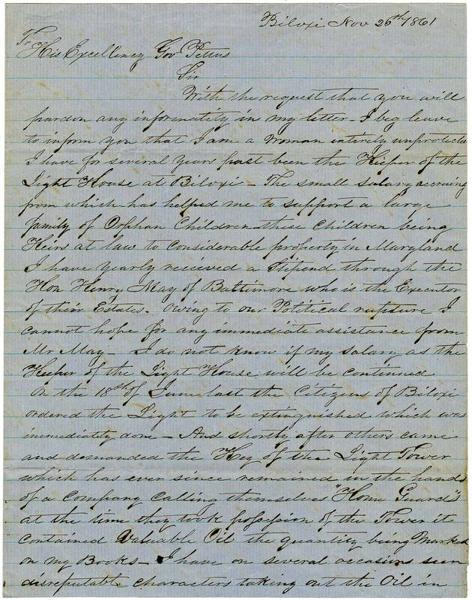 Biloxi Nov 26th 1861
To
His Excellency Gov Pettus
Sir
With the request that you will
pardon any informality in my letter. I beg leave
to inform you that I am a Woman intirely unprotected
I have for several Years past been the Keeper of the
Light House at Biloxi - The small salary accruing
from which has helped me to support a large
family of Orphan Children these Children being
Heirs at law to Considerable property in Maryland
I have yearly recieved a Stipend through the
Hon Henry May of Baltimore who is the Executor
of their Estates. Owing to our Political rupture I
cannot hope for any immediate assistance from
Mr May - I do not know if my salary as the
Keeper of the Light House will be Continued
On the 18th of June last the Citizens of Biloxi
ordered the Light to be extinguished which was
immediately done - And shortly after others came
and demanded the Key of the Light Tower
which has ever since remained in the hands
of a Company Calling themselves "Home Guards"
at the time they took possession of the Tower it
contained Valuable Oil the quantity being Marked
on my Books - I have on several occasions seen
disreputable characters taking out the Oil in